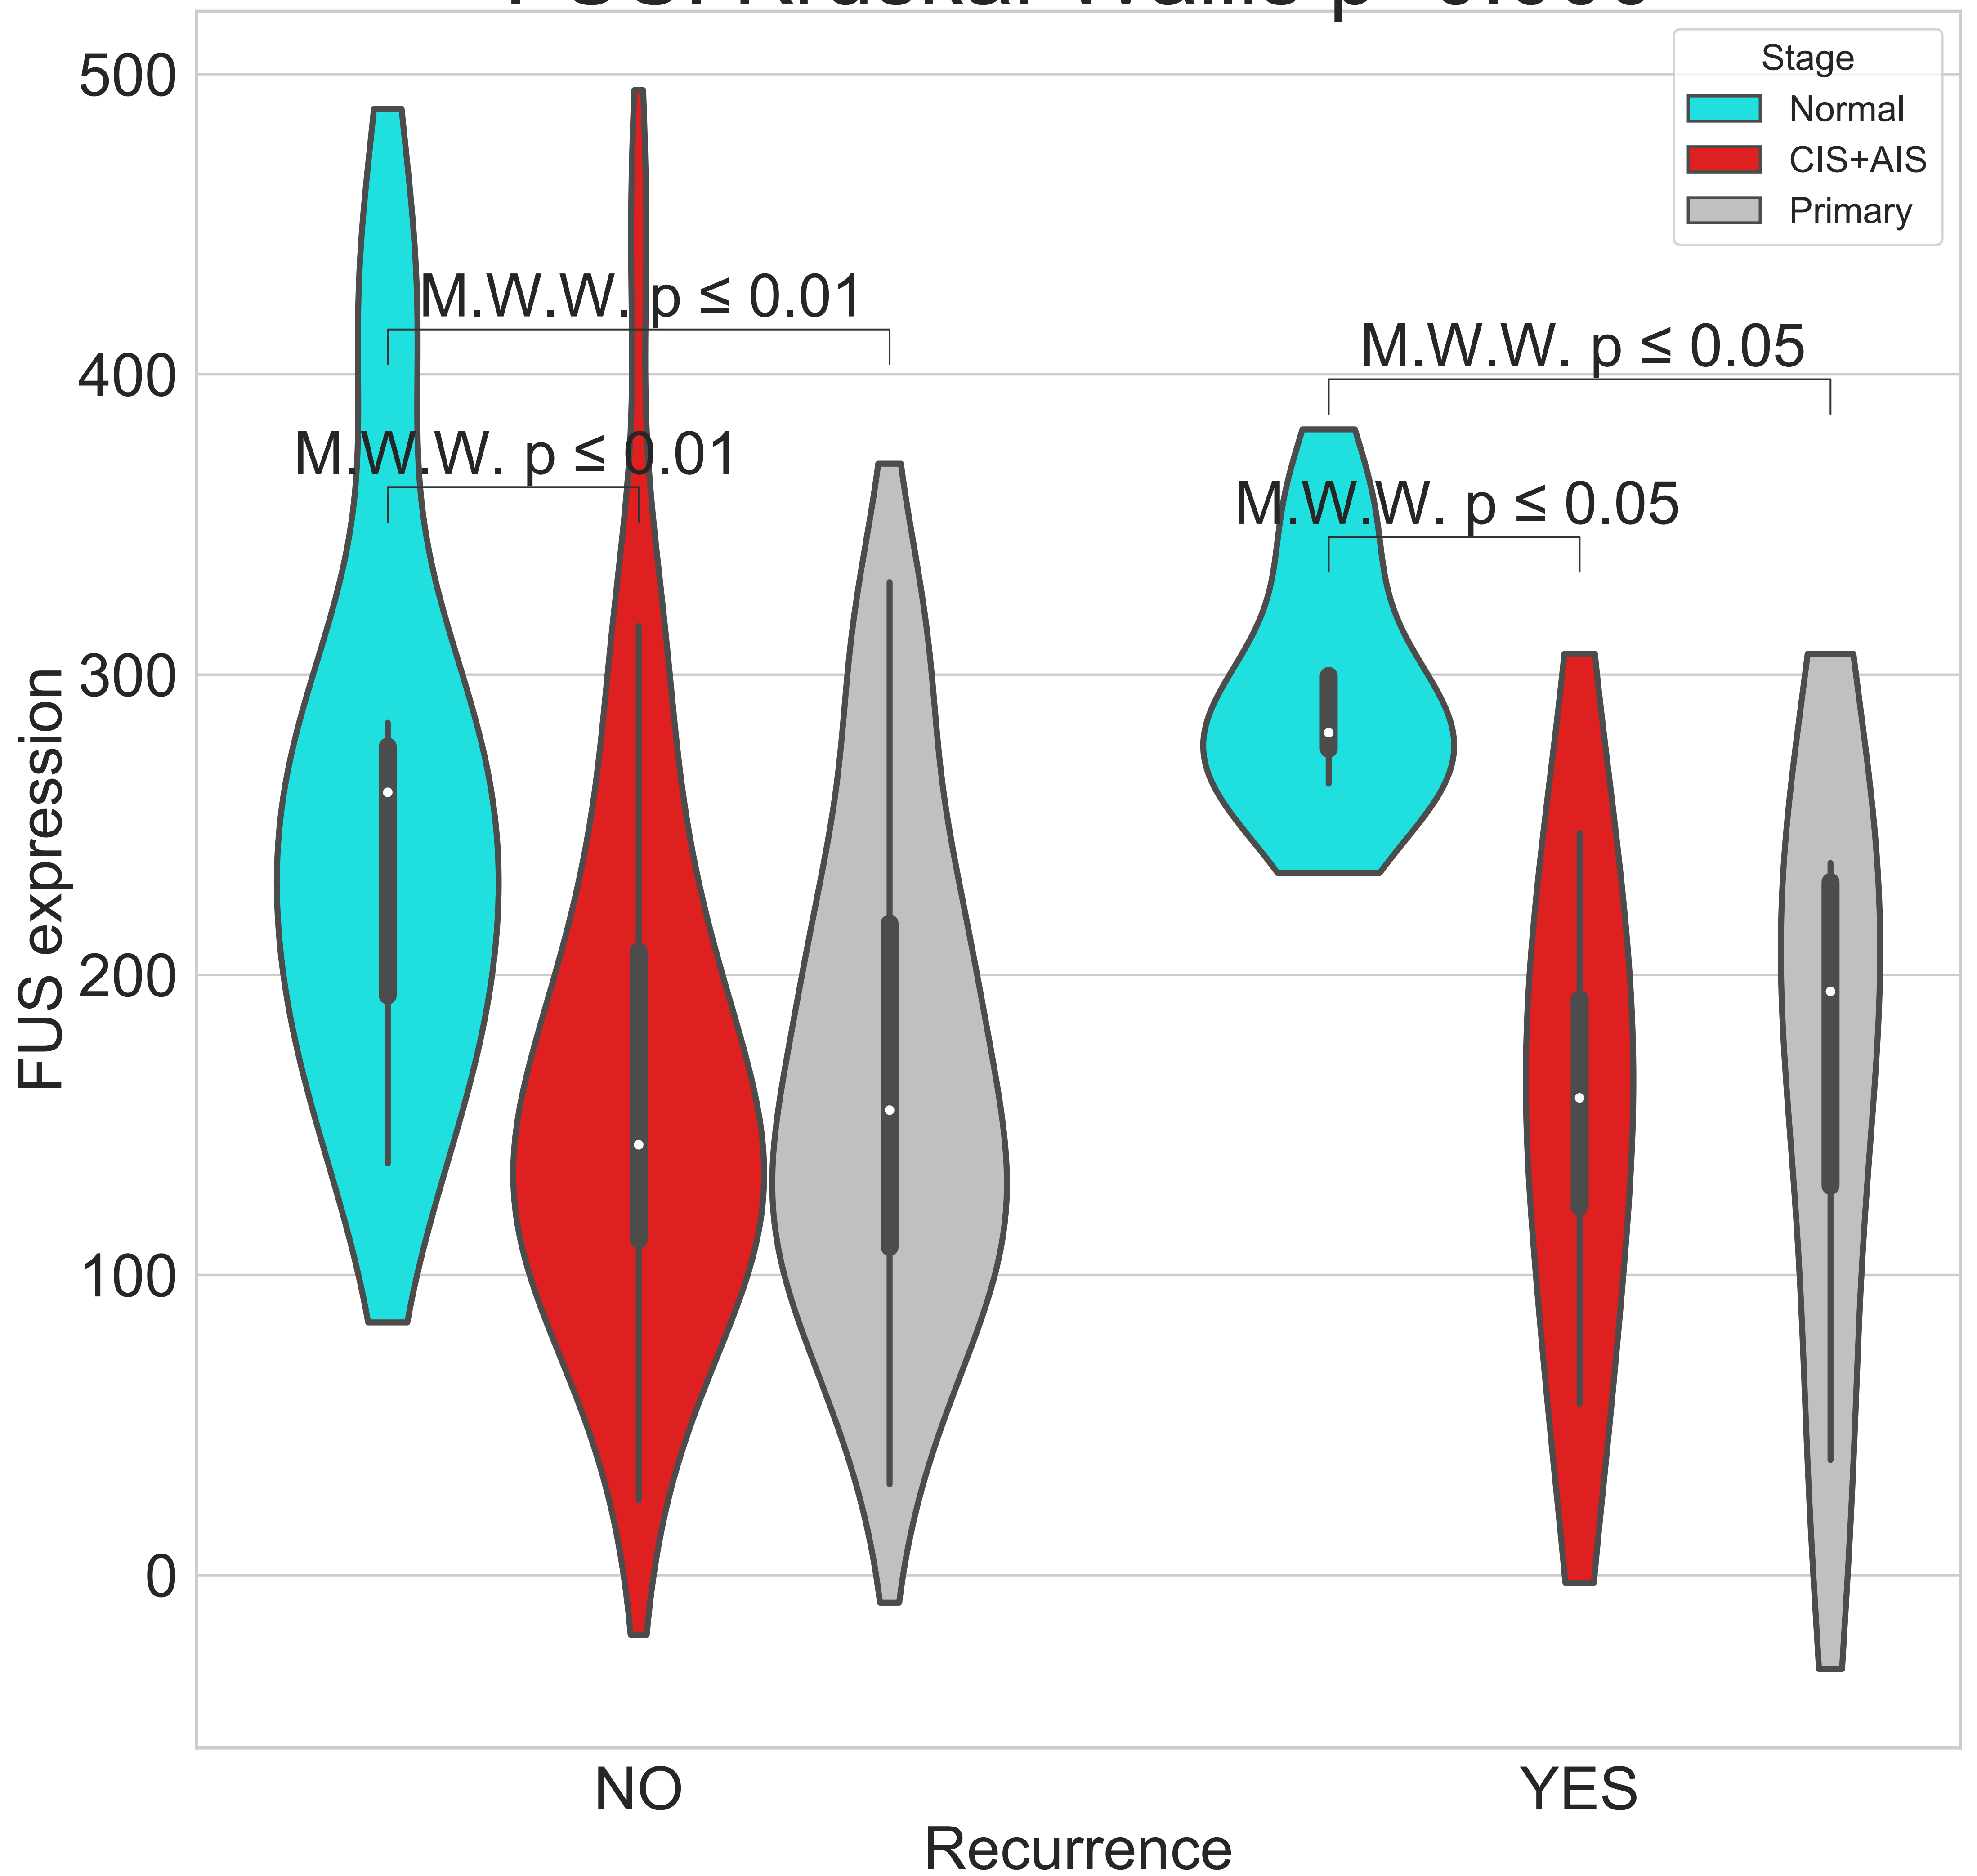 500
400
300
200
100
0
FUS expression
Stage
Normal
CIS+AIS
Primary
M.W.W. p ≤ 0.01
M.W.W. p ≤ 0.05
M.W.W. p ≤ 0.01
M.W.W. p ≤ 0.05
NO
YES
Recurrence